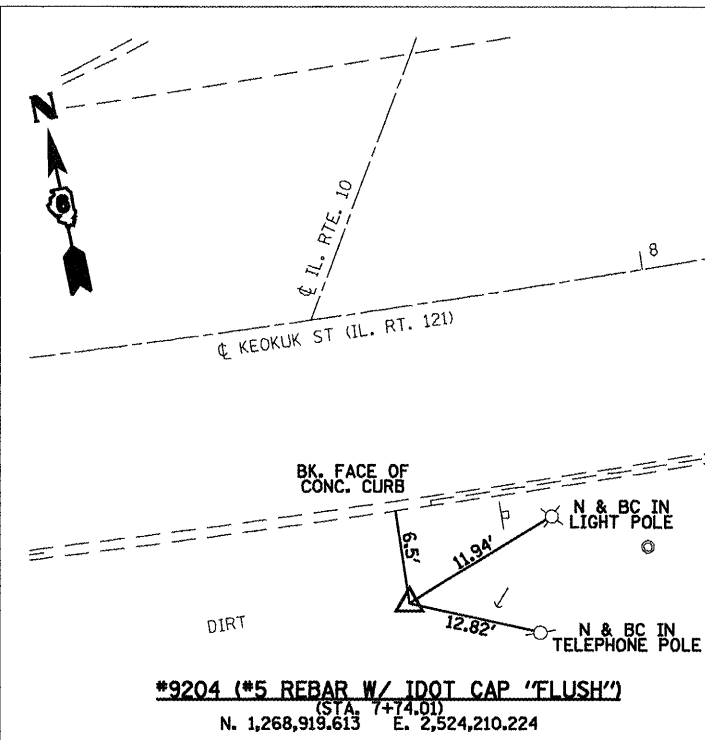 N
6
℄ IL. RTE. 10
8
℄ KEOKUK ST (IL. RT. 121)
BK. FACE OF
CONC. CURB
N & BC IN
LIGHT POLE
6.5'
11.94'
DIRT
12.82'
N & BC IN
TELEPHONE POLE
#9204 (#5 REBAR W/ IDOT CAP "FLUSH")
(STA. 7+74.01)
N. 1,268,919.613 E. 2,524,210.224